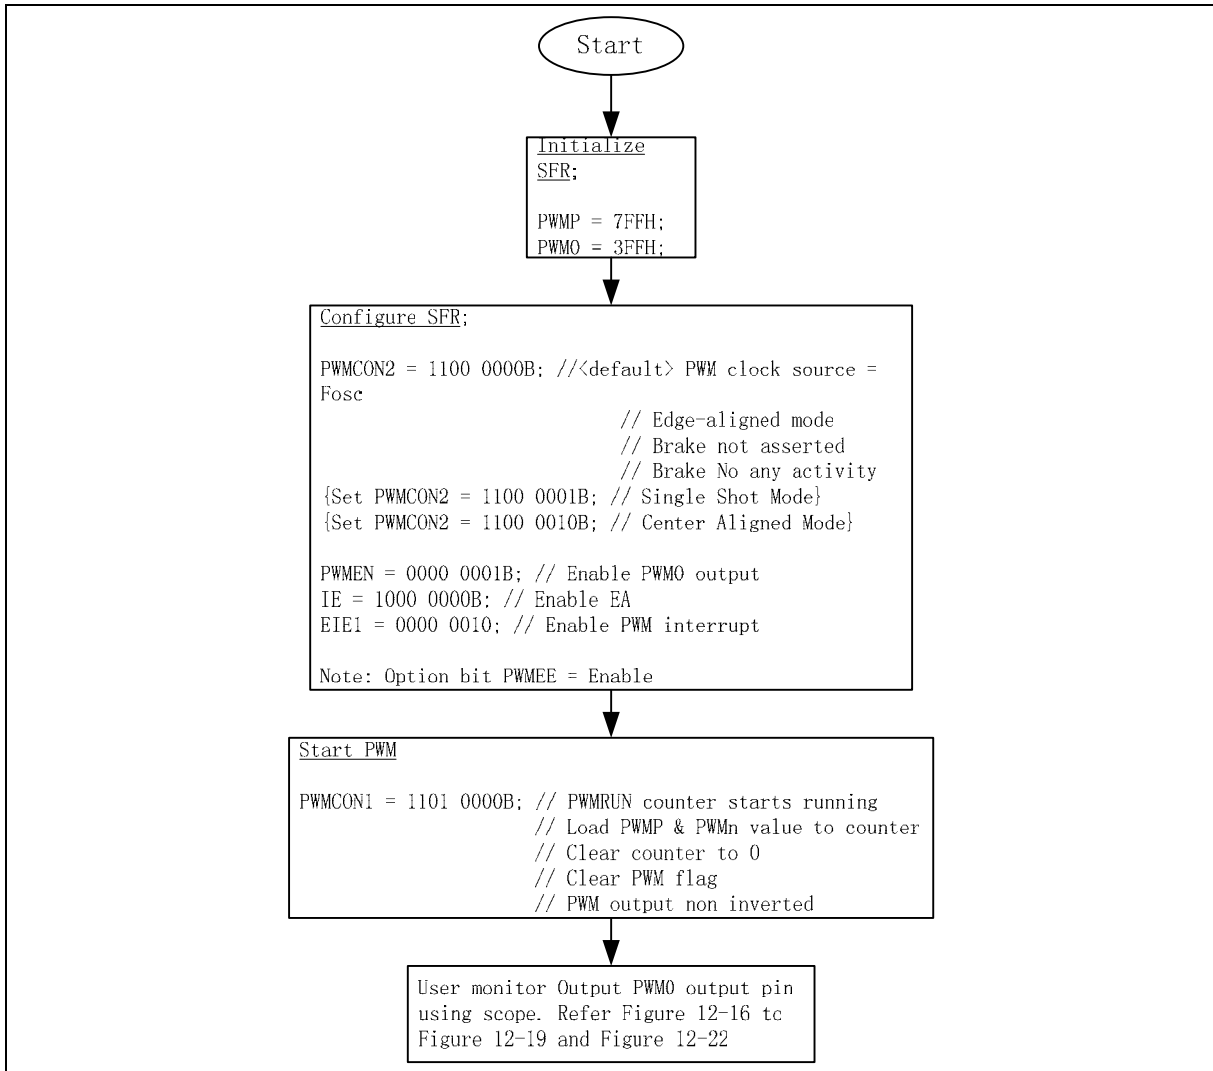 Start
Initialize
SFR;
PWMP = 7FFH;
PWM0 = 3FFH;
Configure SFR;
PWMCON2 = 1100 0000B; //<default> PWM clock source =
Fosc
// Edge-aligned mode
// Brake not asserted
// Brake No any activity
{Set PWMCON2 = 1100 0001B; // Single Shot Mode}
{Set PWMCON2 = 1100 0010B; // Center Aligned Mode}
PWMEN = 0000 0001B; // Enable PWM0 output
IE = 1000 0000B; // Enable EA
EIE1 = 0000 0010; // Enable PWM interrupt
Note: Option bit PWMEE = Enable
Start PWM
PWMCON1 = 1101 0000B; // PWMRUN counter starts running
// Load PWMP & PWMn value to counter
// Clear counter to 0
// Clear PWM flag
// PWM output non inverted
User monitor Output PWM0 output pin
using scope. Refer Figure 12-16 to
Figure 12-19 and Figure 12-22